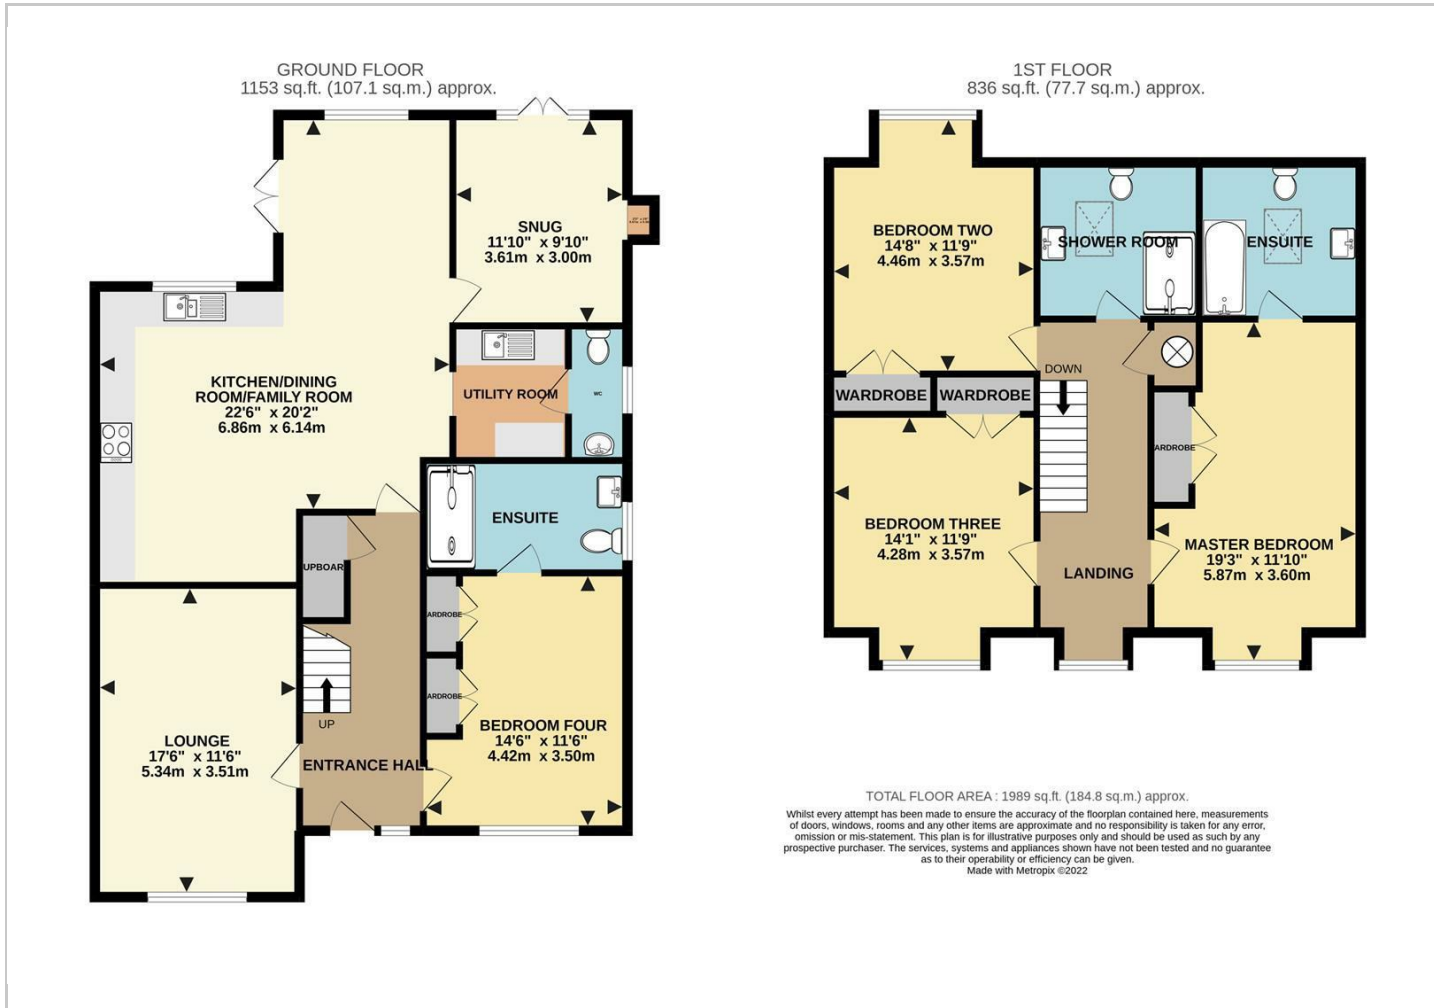 GROUND FLOOR
1153 sq.ft. (107.1 sq.m.) approx.
SNUG
11'10" x 9'10"
3.61m x 3.00m
KITCHEN/DINING
ROOM/FAMILY ROOM
22'6" x 20'2"
6.86m x 6.14m
UTILITY ROOM
WC
ENSUITE
UPBOAR
ARDROBE
ARDROBE
UP
LOUNGE
17'6" x 11'6"
5.34m x 3.51m
ENTRANCE HALL
BEDROOM FOUR
14'6" x 11'6"
4.42m x 3.50m
1ST FLOOR
836 sq.ft. (77.7 sq.m.) approx.
BEDROOM TWO
14'8" x 11'9"
4.46m x 3.57m
SHOWER ROOM
ENSUITE
DOWN
WARDROBE
WARDROBE
ARDROBE
BEDROOM THREE
14'1" x 11'9"
4.28m x 3.57m
LANDING
MASTER BEDROOM
19'3" x 11'10"
5.87m x 3.60m
TOTAL FLOOR AREA : 1989 sq.ft. (184.8 sq.m.) approx.
Whilst every attempt has been made to ensure the accuracy of the floorplan contained here, measurements
of doors, windows, rooms and any other items are approximate and no responsibility is taken for any error,
omission or mis-statement. This plan is for illustrative purposes only and should be used as such by any
prospective purchaser. The services, systems and appliances shown have not been tested and no guarantee
as to their operability or efficiency can be given.
Made with Metropix ©2022